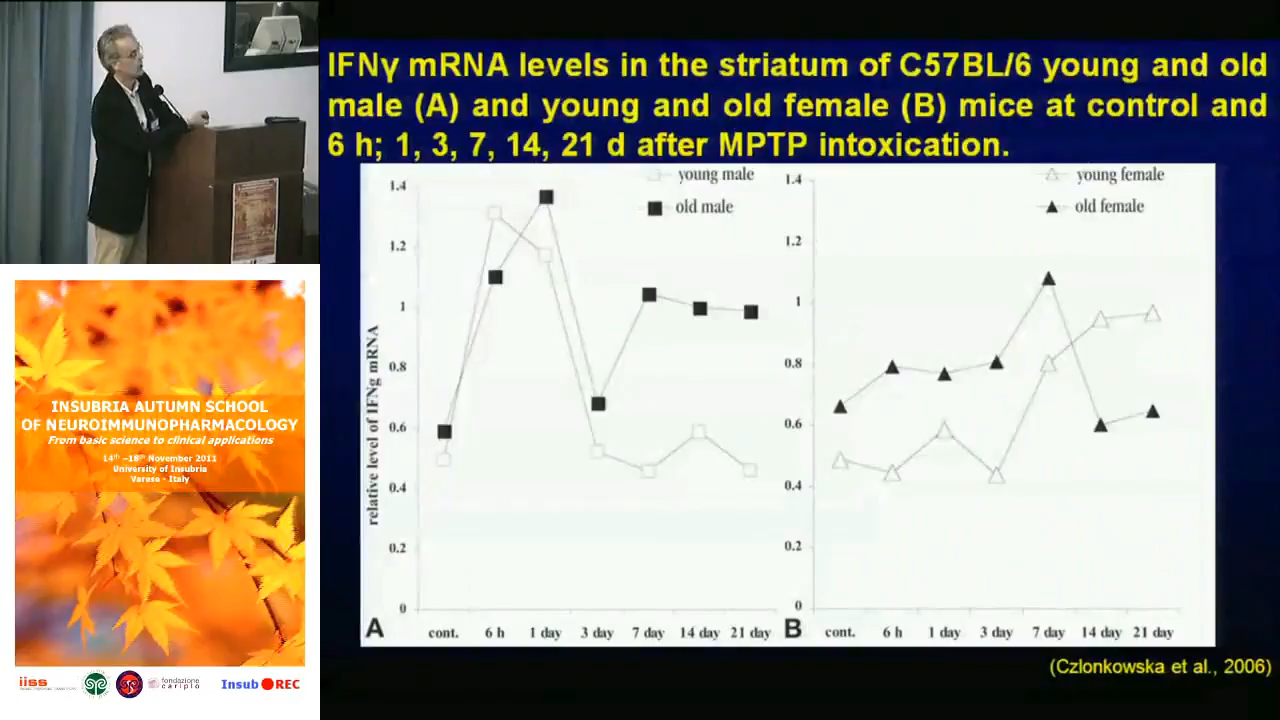 IFNγ mRNA levels in the striatum of C57BL/6 young and old
male (A) and young and old female (B) mice at control and
6 h; 1, 3, 7, 14, 21 d after MPTP intoxication.
young male
old male
relative level of IFNg mRNA
1.4
1.2
1
0.8
0.6
0.4
0.2
0
A
cont. 6 h 1 day 3 day 7 day 14 day 21 day
young female
old female
1.4
1.2
1
0.8
0.6
0.4
0.2
0
B
cont. 6 h 1 day 3 day 7 day 14 day 21 day
(Czlonkowska et al., 2006)
INSUBRIA AUTUMN SCHOOL
OF NEUROIMMUNOPHARMACOLOGY
From basic science to clinical applications
14th –18th November 2011
University of Insubria
Varese - Italy
iiss
fondazione
cariplo
Insub REC